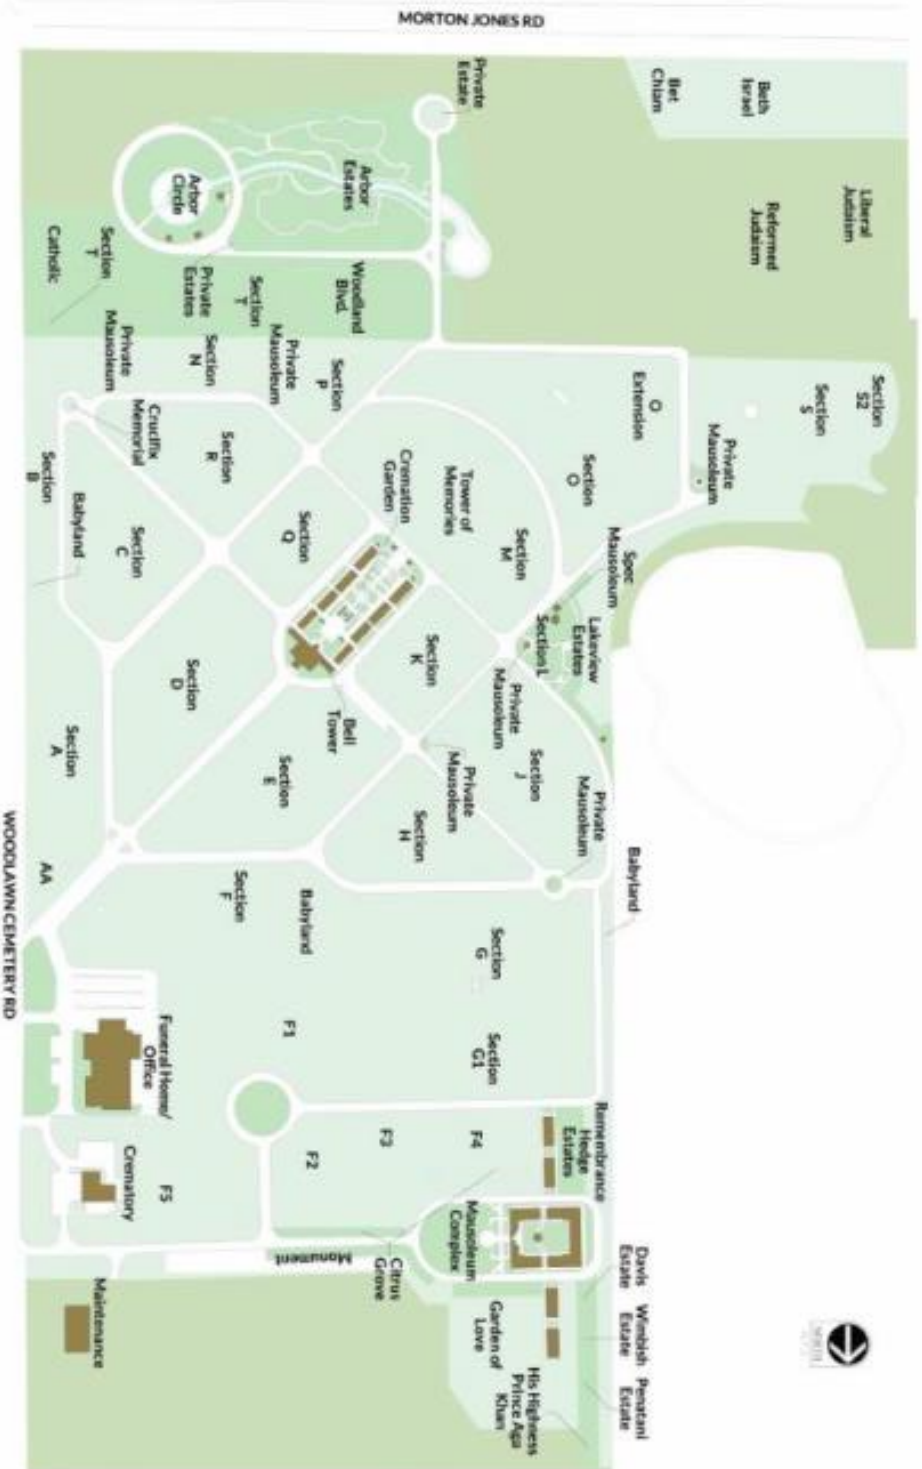 MORTON JONES RD
Private
Estate
Bet
Chiam
Beth
Israel
Liberal
Judaism
Reformed
Judaism
Arbor
Estates
Arbor
Circle
Section
T
Catholic
Private
Estates
Section
T
Woodland
Blvd.
Private
Mausoleum
Section
N
Private
Mausoleum
Section
P
O
Extension
Section
S2
Section
S
Private
Mausoleum
Crucifix
Memorial
Section
R
Cremation
Garden
Tower of
Memories
Section
O
Section
B
Babyland
Section
C
Section
Q
Section
M
Spec
Mausoleum
Lakeview
Estates
Section L
Section
K
Private
Mausoleum
Section
D
Bell
Tower
Section
A
Section
E
Private
Mausoleum
Section
J
Private
Mausoleum
Section
H
Babyland
AA
WOODLAWN CEMETERY RD
Section
F
Babyland
Section
G
F1
Section
G1
Funeral Home/
Office
Crematory
F5
F2
F3
F4
Remembrance
Hedge
Estates
Mausoleum
Complex
Monument
Citrus
Grove
Maintenance
Garden of
Love
Davis
Estate
Wimbish
Estate
Penatani
Estate
His Highness
Prince Aga
Khan